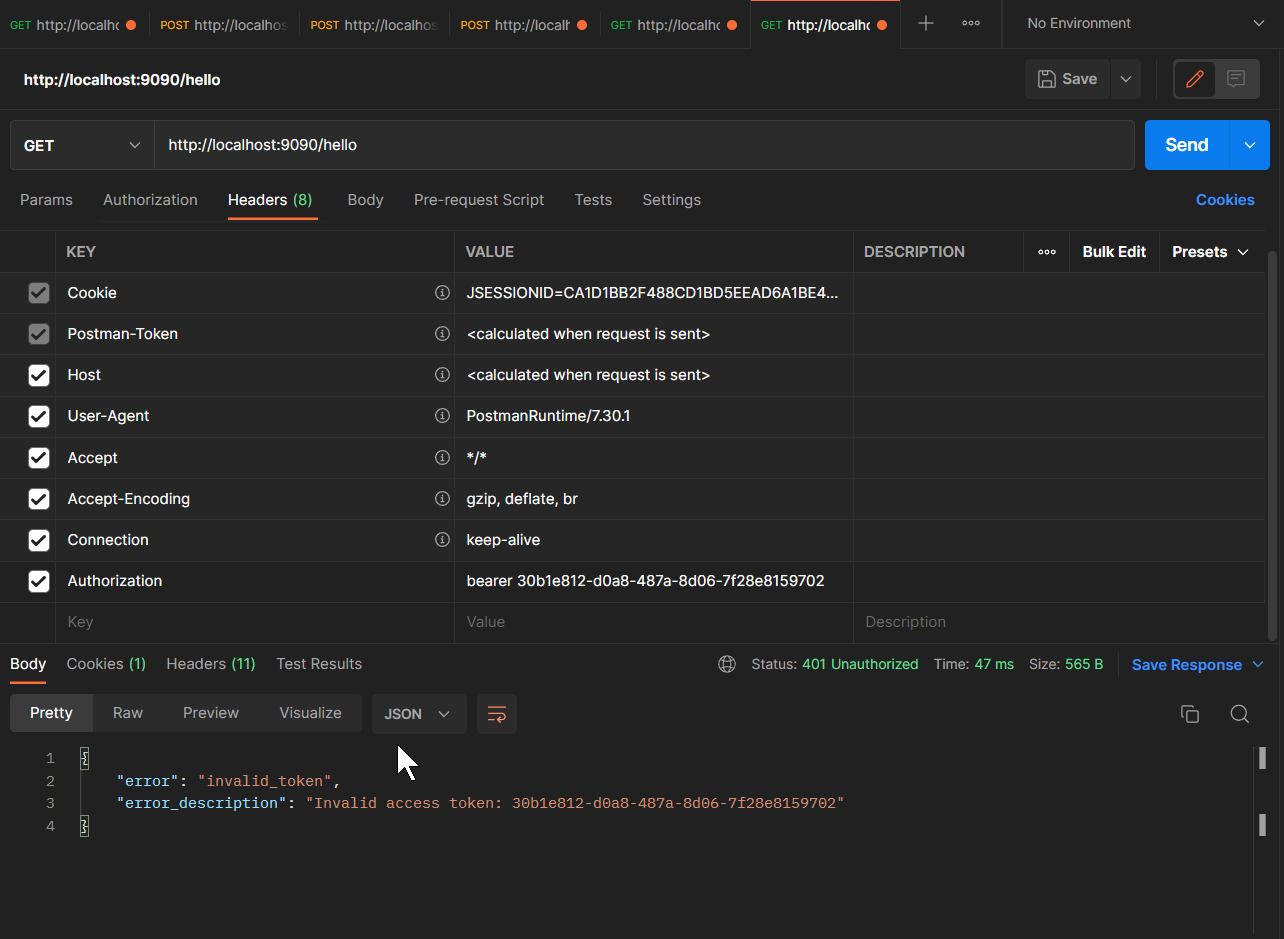 GET http://localhc POST http://localhos POST http://localhos POST http://localh GET http://localhc GET http://localhc No Environment
http://localhost:9090/hello Save
GET http://localhost:9090/hello Send
Params Authorization Headers (8) Body Pre-request Script Tests Settings Cookies
KEY VALUE DESCRIPTION Bulk Edit Presets
Cookie JSESSIONID=CA1D1BB2F488CD1BD5EEAD6A1BE4...
Postman-Token <calculated when request is sent>
Host <calculated when request is sent>
User-Agent PostmanRuntime/7.30.1
Accept */*
Accept-Encoding gzip, deflate, br
Connection keep-alive
Authorization bearer 30b1e812-d0a8-487a-8d06-7f28e8159702
Key Value Description
Body Cookies (1) Headers (11) Test Results Status: 401 Unauthorized Time: 47 ms Size: 565 B Save Response
Pretty Raw Preview Visualize JSON
1 {
2 "error": "invalid_token",
3 "error_description": "Invalid access token: 30b1e812-d0a8-487a-8d06-7f28e8159702"
4 }